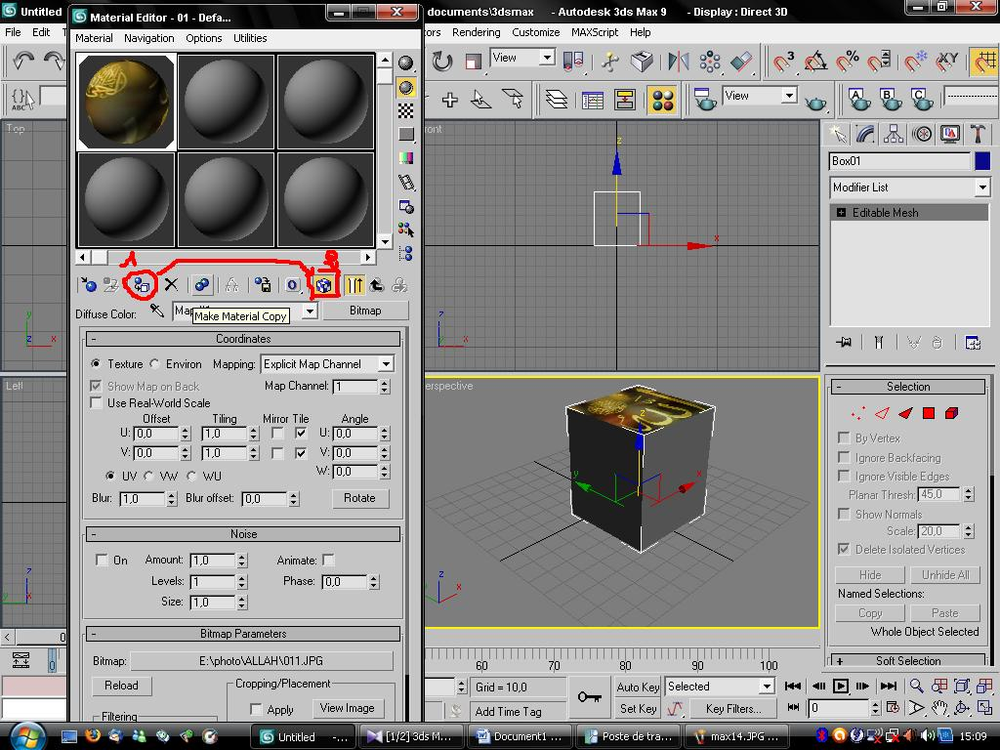 Untitled
Material Editor - 01 - Defa...
documents\3dsmax - Autodesk 3ds Max 9 - Display : Direct 3D
File Edit
Material Navigation Options Utilities
Rendering Customize MAXScript Help
View
3
%
XY
ABC
View
A B C
Top
ront
z
x
Box01
Modifier List
Editable Mesh
1
Diffuse Color:
Bitmap
Make Material Copy
Coordinates
Texture Environ Mapping: Explicit Map Channel
Show Map on Back Map Channel: 1
Use Real-World Scale
Offset Tiling Mirror Tile Angle
U: 0,0 1,0 U: 0,0
V: 0,0 1,0 V: 0,0
W: 0,0
UV VW WU
Blur: 1,0 Blur offset: 0,0 Rotate
Noise
On Amount: 1,0 Animate:
Levels: 1 Phase: 0,0
Size: 1,0
Bitmap Parameters
Bitmap: E:\photo\ALLAH\011.JPG
Reload
Cropping/Placement
Apply View Image
Filtering
Left
erspective
z
y
x
Selection
By Vertex
Ignore Backfacing
Ignore Visible Edges
Planar Thresh: 45,0
Show Normals
Scale: 20,0
Delete Isolated Vertices
Hide Unhide All
Named Selections:
Copy Paste
Whole Object Selected
Soft Selection
0
60 70 80 90 100
Grid = 10,0
Add Time Tag
Auto Key Selected
Set Key Key Filters...
0
Untitled -...
[1/2] 3ds M...
Document1 ...
Poste de tra...
max14.JPG ...
15:09